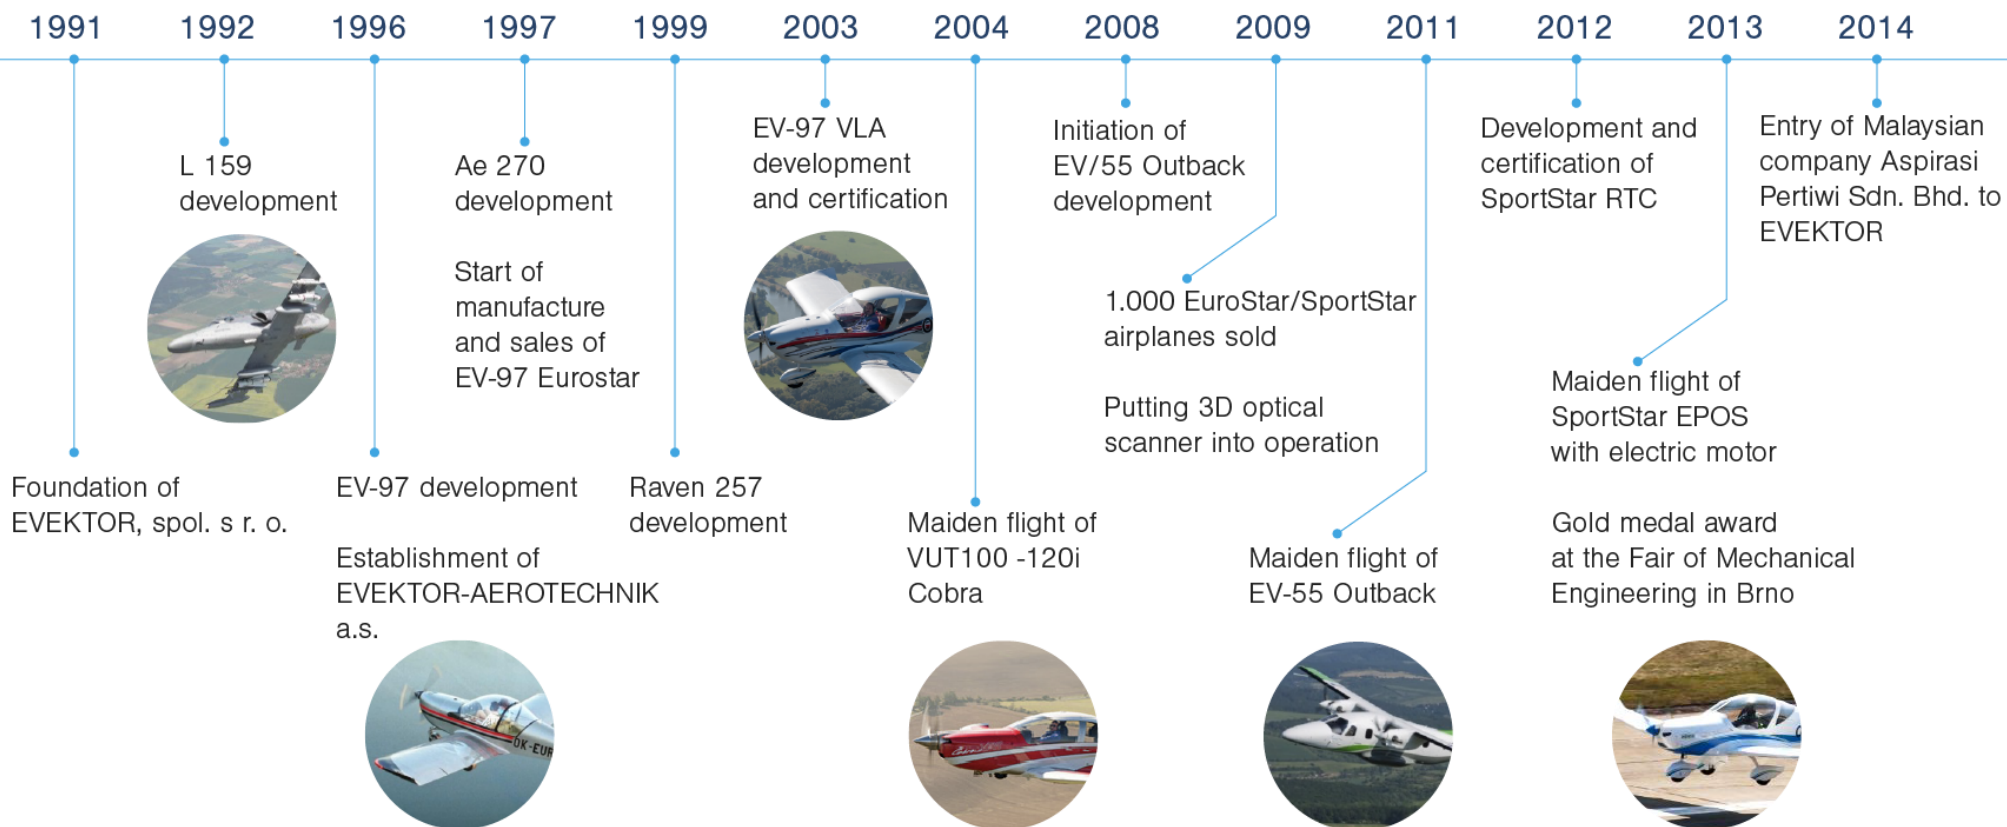 1991
1992
1996
1997
1999
2003
2004
2008
2009
2011
2012
2013
2014
Foundation of
EVEKTOR, spol. s r. o.
L 159
development
EV-97 development
Establishment of
EVEKTOR-AEROTECHNIK
a.s.
OK-EUR
Ae 270
development
Start of
manufacture
and sales of
EV-97 Eurostar
Raven 257
development
EV-97 VLA
development
and certification
Maiden flight of
VUT100 -120i
Cobra
Cobra
Initiation of
EV/55 Outback
development
1.000 EuroStar/SportStar
airplanes sold
Putting 3D optical
scanner into operation
Maiden flight of
EV-55 Outback
Development and
certification of
SportStar RTC
Maiden flight of
SportStar EPOS
with electric motor
Gold medal award
at the Fair of Mechanical
Engineering in Brno
Entry of Malaysian
company Aspirasi
Pertiwi Sdn. Bhd. to
EVEKTOR